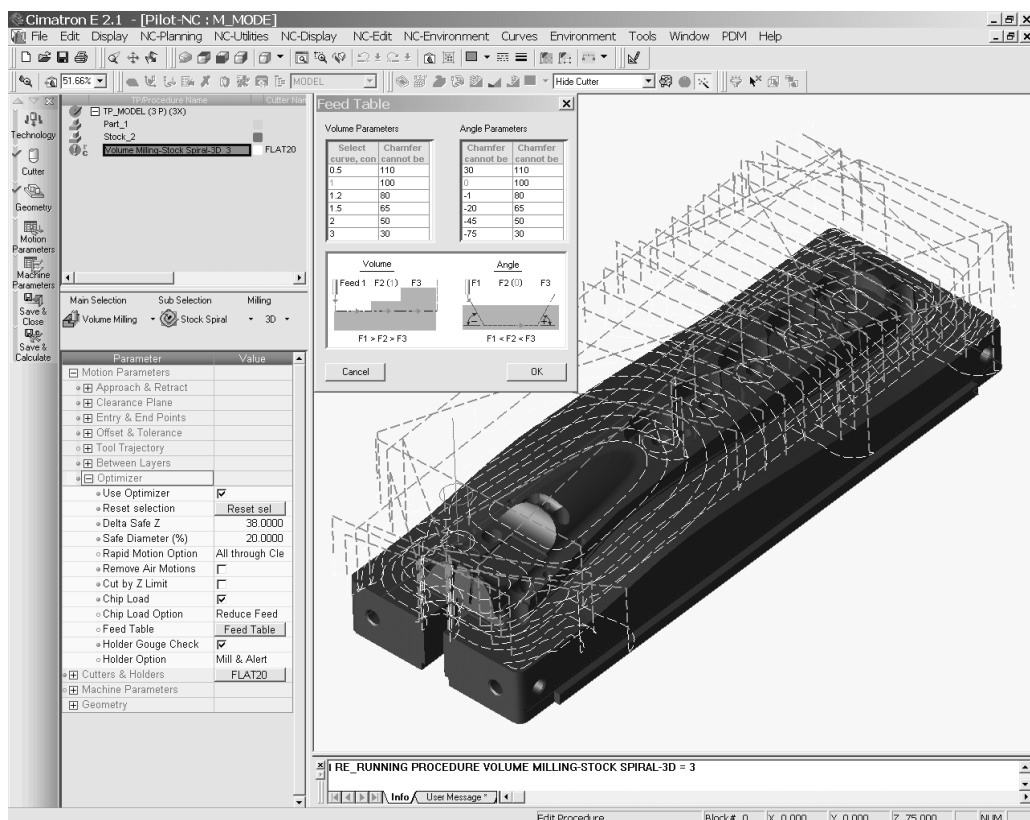 Cimatron E 2.1 - [Pilot-NC : M_MODE]
File Edit Display NC-Planning NC-Utilities NC-Display NC-Edit NC-Environment Curves Environment Tools Window PDM Help
51.66% MODEL Hide Cutter
TP/Procedure Name Cutter Nam
TP_MODEL (3 P) (3X)
Part_1
Stock_2
Volume Milling-Stock Spiral-3D_3 FLAT20
Technology
Cutter
Geometry
Motion
Parameters
Machine
Parameters
Save &
Close
Save &
Calculate
Main Selection Sub Selection Milling
Volume Milling Stock Spiral 3D
Parameter Value
Motion Parameters
Approach & Retract
Clearance Plane
Entry & End Points
Offset & Tolerance
Tool Trajectory
Between Layers
Optimizer
Use Optimizer
Reset selection Reset sel
Delta Safe Z 38.0000
Safe Diameter (%) 20.0000
Rapid Motion Option All through Cle
Remove Air Motions
Cut by Z Limit
Chip Load
Chip Load Option Reduce Feed
Feed Table Feed Table
Holder Gouge Check
Holder Option Mill & Alert
Cutters & Holders FLAT20
Machine Parameters
Geometry
Feed Table
Volume Parameters Angle Parameters
Select Chamfer Chamfer Chamfer
curve, con cannot be cannot be cannot be
0.5 110 30 110
1 100 0 100
1.2 80 -1 80
1.5 65 -20 65
2 50 -45 50
3 30 -75 30
Volume Angle
Feed 1 F2 (1) F3 F1 F2 (0) F3
F1 > F2 > F3 F1 < F2 < F3
Cancel OK
RE_RUNNING PROCEDURE VOLUME MILLING-STOCK SPIRAL-3D = 3
Info User Message *
Edit Procedure Block# 0 X 0.000 Y 0.000 Z 75.000 NUM